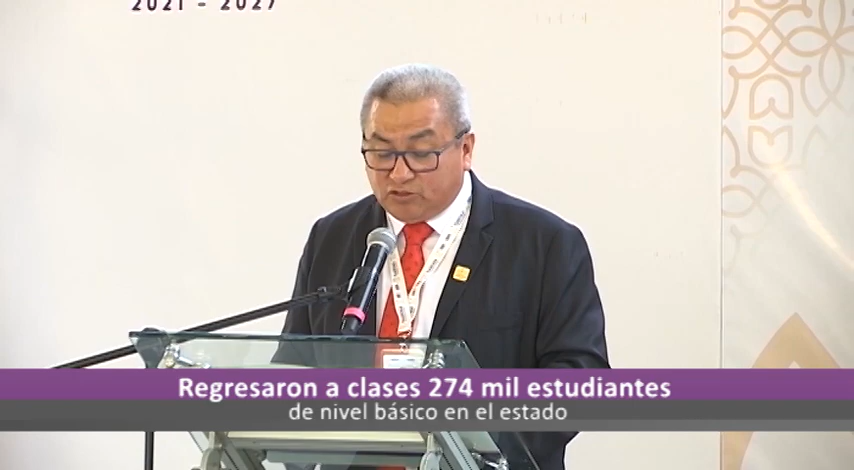 2021 - 2027
Regresaron a clases 274 mil estudiantes
de nivel básico en el estado